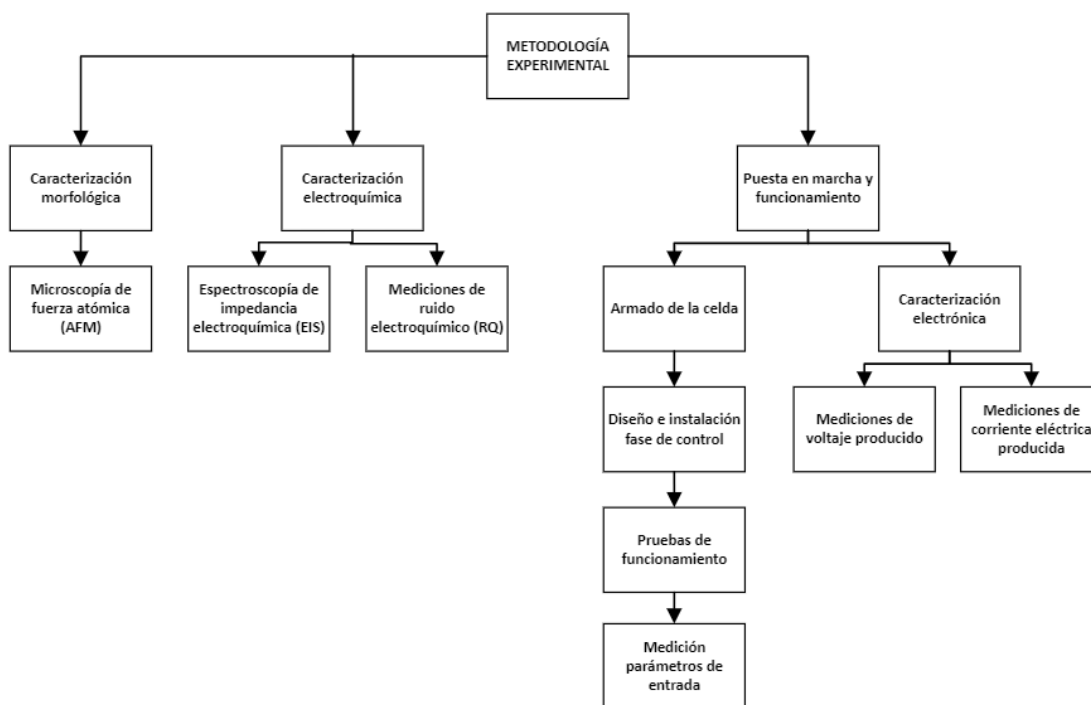 METODOLOGÍA
EXPERIMENTAL
Caracterización
morfológica
Caracterización
electroquímica
Puesta en marcha y
funcionamiento
Microscopía de
fuerza atómica
(AFM)
Espectroscopía de
impedancia
electroquímica (EIS)
Mediciones de
ruido
electroquímico (RQ)
Armado de la celda
Caracterización
electrónica
Diseño e instalación
fase de control
Mediciones de
voltaje producido
Mediciones de
corriente eléctrica
producida
Pruebas de
funcionamiento
Medición
parámetros de
entrada